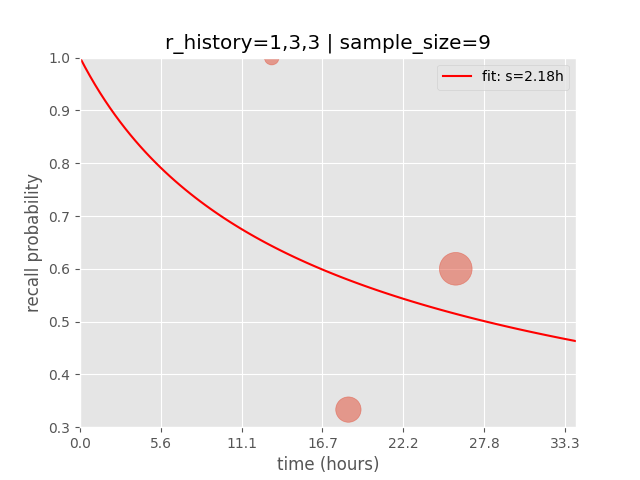 r_history=1,3,3 | sample_size=9
fit: s=2.18h
recall probability
1.0
0.9
0.8
0.7
0.6
0.5
0.4
0.3
0.0 5.6 11.1 16.7 22.2 27.8 33.3
time (hours)